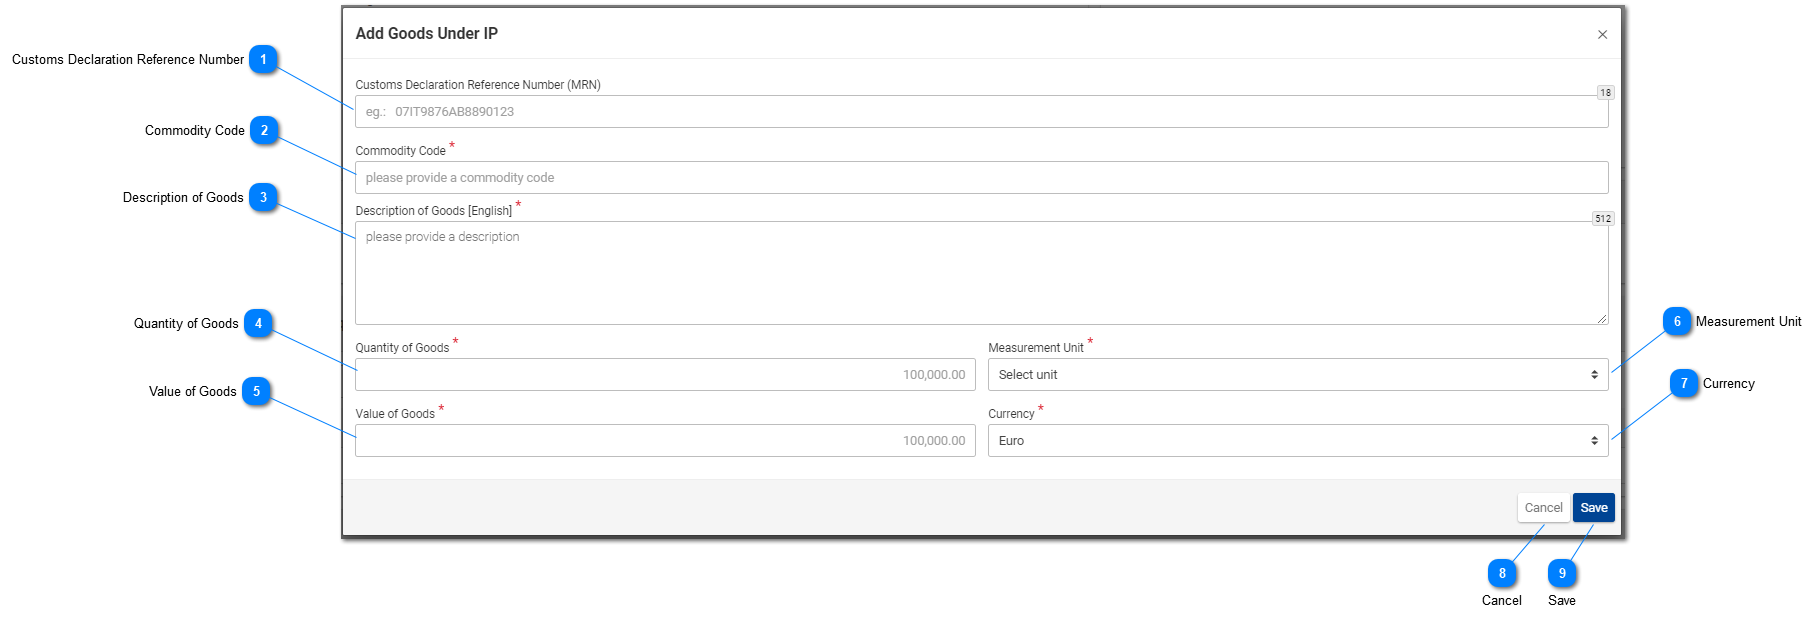 Add Goods Under IP
×
Customs Declaration Reference Number 1
Customs Declaration Reference Number (MRN)
18
eg.: 07IT9876AB8890123
Commodity Code 2
Commodity Code *
please provide a commodity code
Description of Goods 3
Description of Goods [English] *
512
please provide a description
Quantity of Goods 4
6 Measurement Unit
Quantity of Goods *
Measurement Unit *
100,000.00
Select unit
Value of Goods 5
7 Currency
Value of Goods *
Currency *
100,000.00
Euro
Cancel
Save
8
9
Cancel
Save